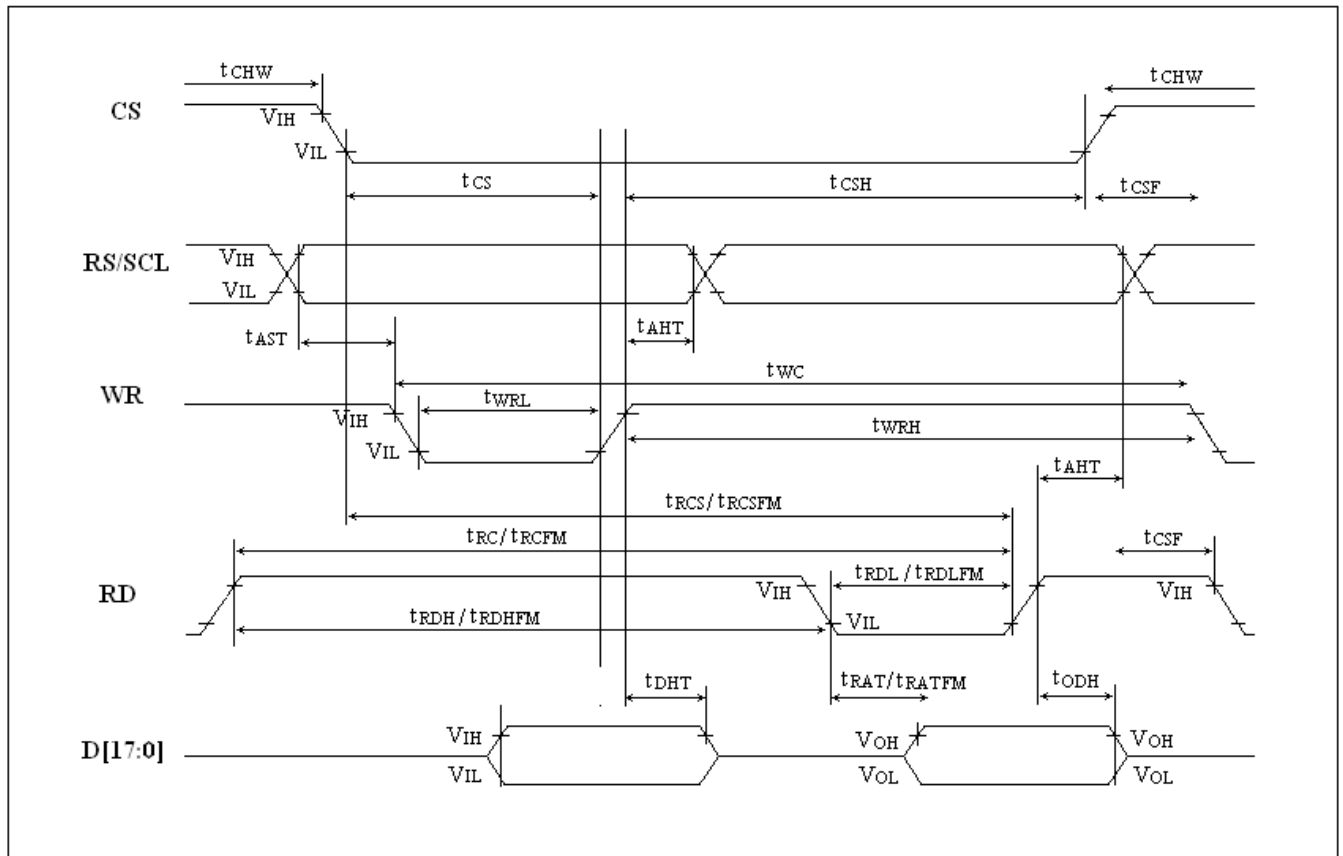 tCHW
tCHW
CS
VIH
VIL
tCS
tCSH
tCSF
RS/SCL
VIH
VIL
tAST
tAHT
tWC
WR
VIH
tWRL
tWRH
VIL
tAHT
tRCS/tRCSFM
tRC/tRCFM
tCSF
RD
VIH
tRDL/tRDLFM
VIH
tRDH/tRDHFM
VIL
tDHT
tRAT/tRATFM
tODH
D[17:0]
VIH
VOH
VOH
VIL
VOL
VOL